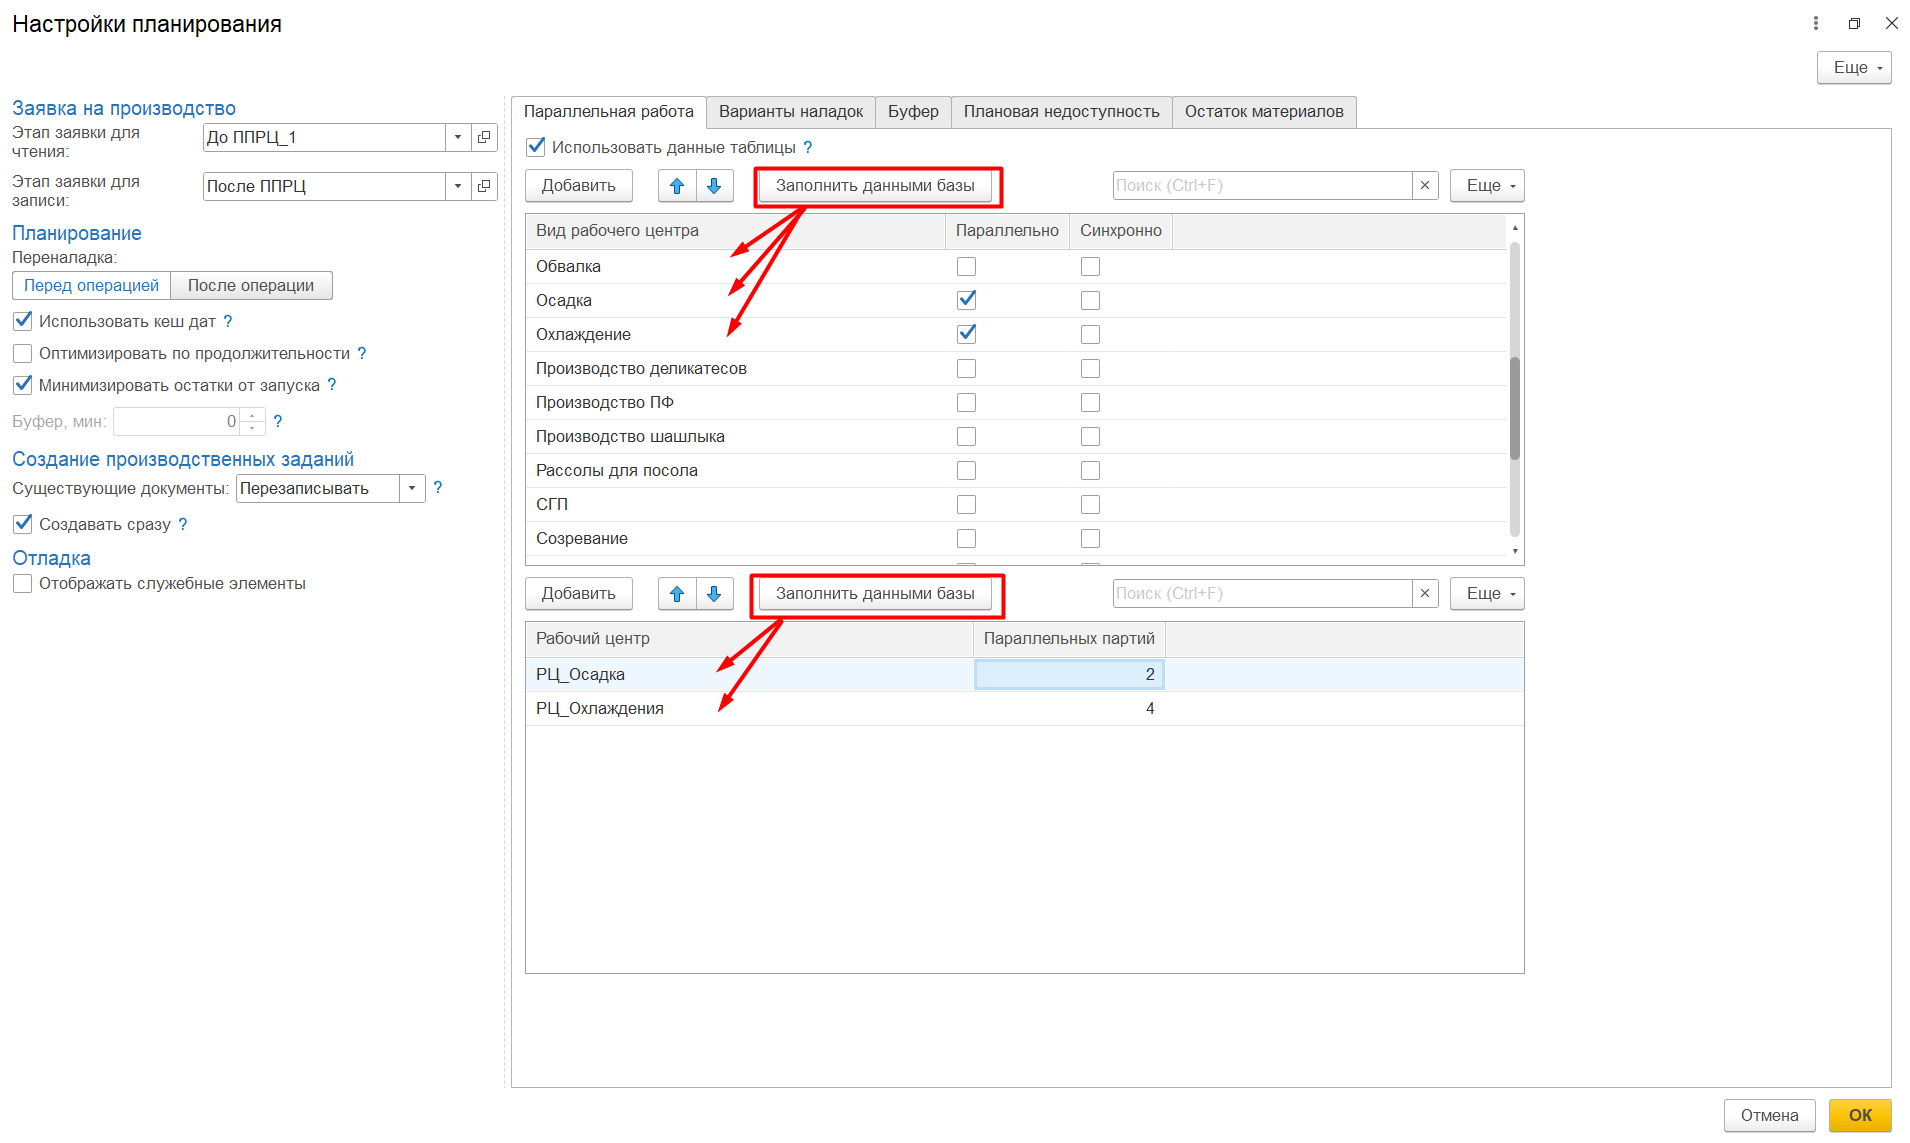 Настройки планирования
Еще
Заявка на производство
Этап заявки для
чтения:
До ППРЦ_1
Этап заявки для
записи:
После ППРЦ
Планирование
Переналадка:
Перед операцией
После операции
Использовать кеш дат ?
Оптимизировать по продолжительности ?
Минимизировать остатки от запуска ?
Буфер, мин: 0 ?
Создание производственных заданий
Существующие документы: Перезаписывать ?
Создавать сразу ?
Отладка
Отображать служебные элементы
Параллельная работа
Варианты наладок
Буфер
Плановая недоступность
Остаток материалов
Использовать данные таблицы ?
Добавить
Заполнить данными базы
Поиск (Ctrl+F)
×
Еще
Вид рабочего центра Параллельно Синхронно
Обвалка
Осадка
Охлаждение
Производство деликатесов
Производство ПФ
Производство шашлыка
Рассолы для посола
СГП
Созревание
Добавить
Заполнить данными базы
Поиск (Ctrl+F)
×
Еще
Рабочий центр Параллельных партий
РЦ_Осадка 2
РЦ_Охлаждения 4
Отмена
ОК